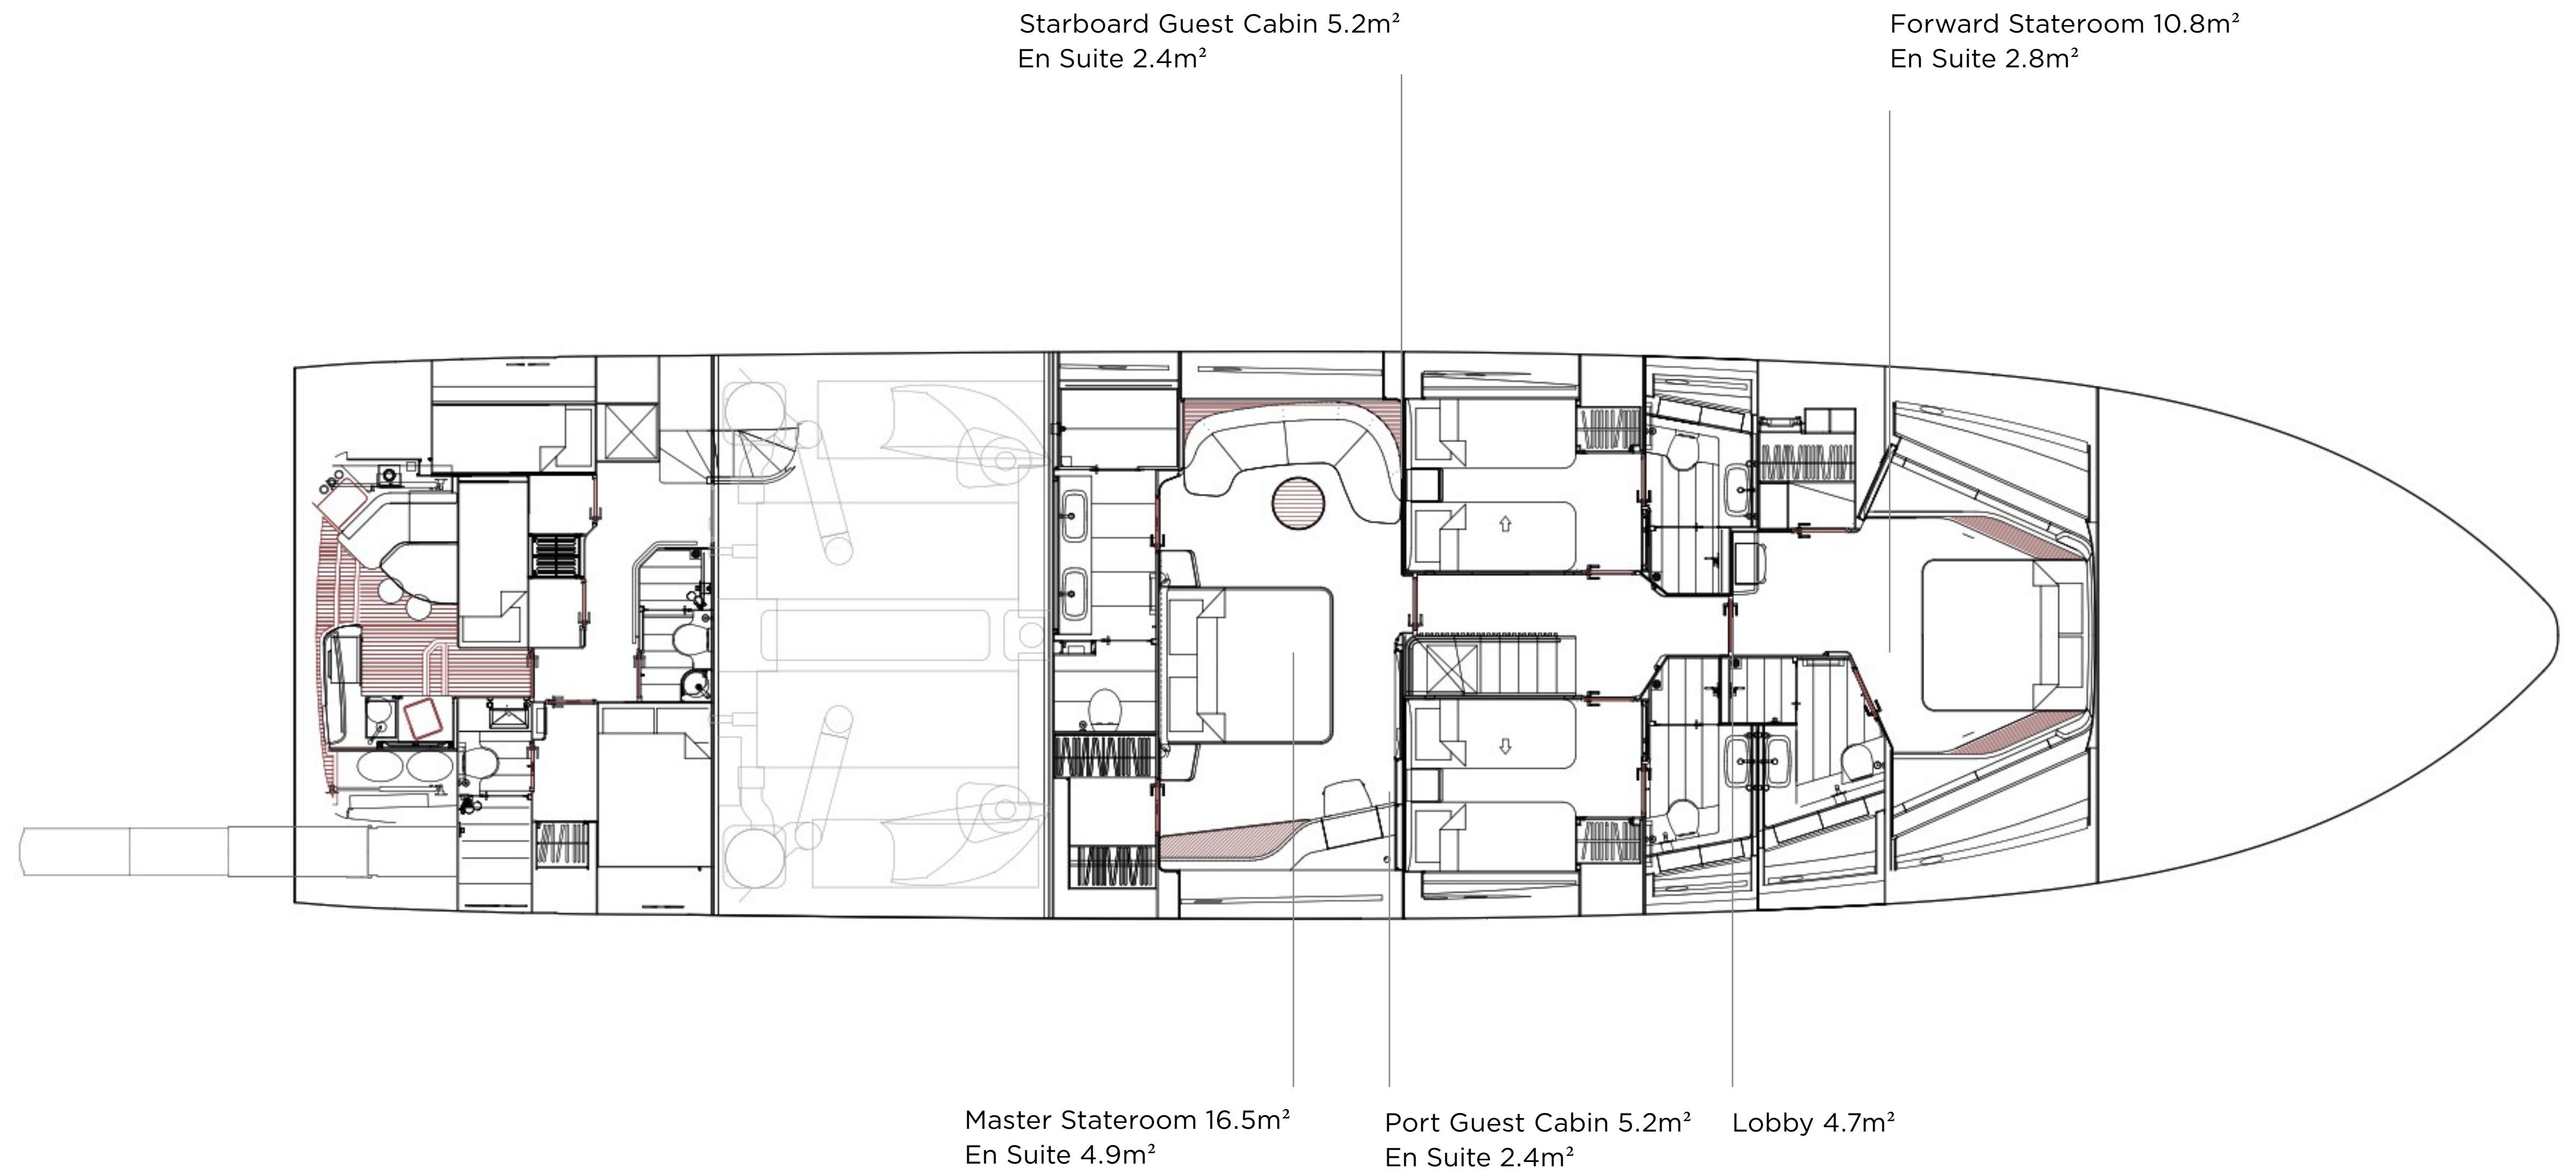 Starboard Guest Cabin 5.2m²
En Suite 2.4m²
Forward Stateroom 10.8m²
En Suite 2.8m²
Master Stateroom 16.5m²
En Suite 4.9m²
Port Guest Cabin 5.2m²
En Suite 2.4m²
Lobby 4.7m²